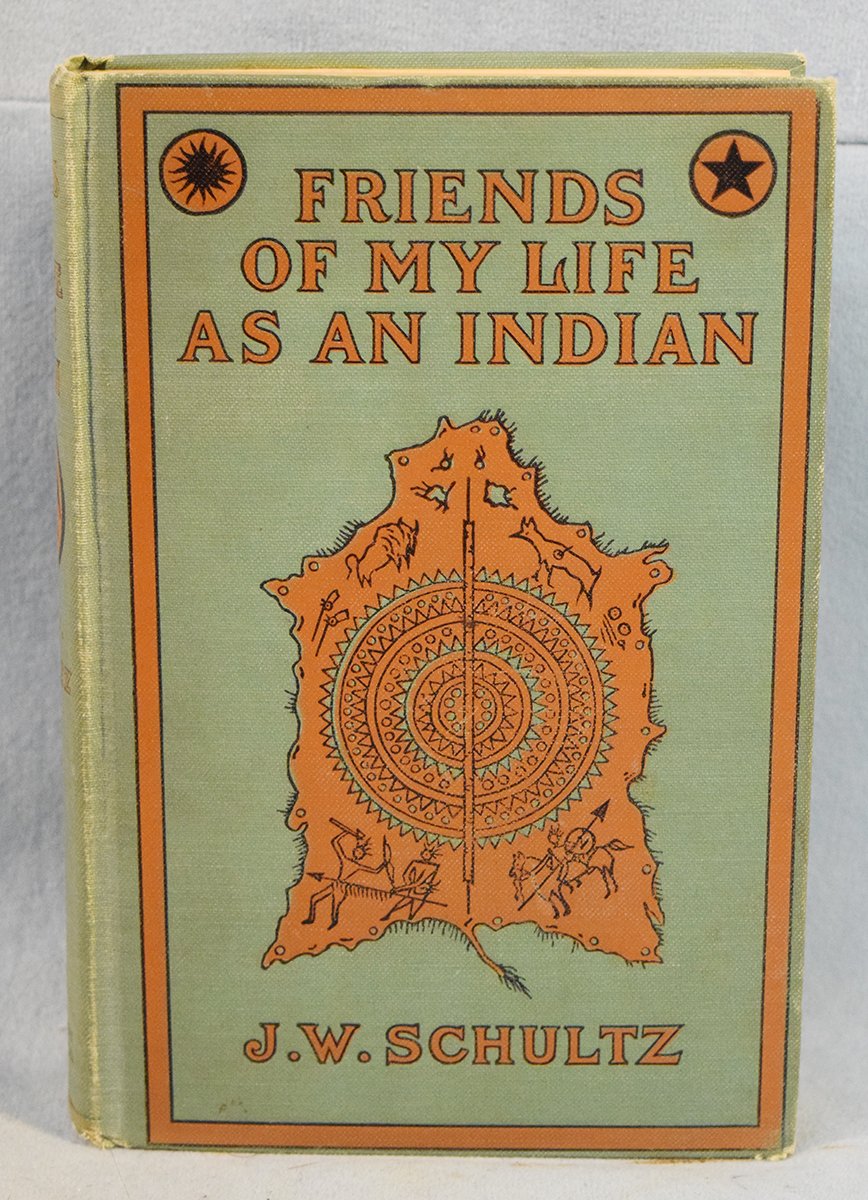 FRIENDS
OF MY LIFE
AS AN INDIAN
J.W. SCHULTZ